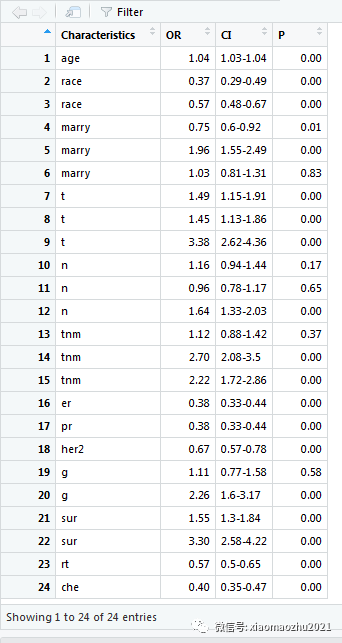 Filter
Characteristics OR CI P
1 age 1.04 1.03-1.04 0.00
2 race 0.37 0.29-0.49 0.00
3 race 0.57 0.48-0.67 0.00
4 marry 0.75 0.6-0.92 0.01
5 marry 1.96 1.55-2.49 0.00
6 marry 1.03 0.81-1.31 0.83
7 t 1.49 1.15-1.91 0.00
8 t 1.45 1.13-1.86 0.00
9 t 3.38 2.62-4.36 0.00
10 n 1.16 0.94-1.44 0.17
11 n 0.96 0.78-1.17 0.65
12 n 1.64 1.33-2.03 0.00
13 tnm 1.12 0.88-1.42 0.37
14 tnm 2.70 2.08-3.5 0.00
15 tnm 2.22 1.72-2.86 0.00
16 er 0.38 0.33-0.44 0.00
17 pr 0.38 0.33-0.44 0.00
18 her2 0.67 0.57-0.78 0.00
19 g 1.11 0.77-1.58 0.58
20 g 2.26 1.6-3.17 0.00
21 sur 1.55 1.3-1.84 0.00
22 sur 3.30 2.58-4.22 0.00
23 rt 0.57 0.5-0.65 0.00
24 che 0.40 0.35-0.47 0.00
Showing 1 to 24 of 24 entries
微信号: xiaomaozhu2021